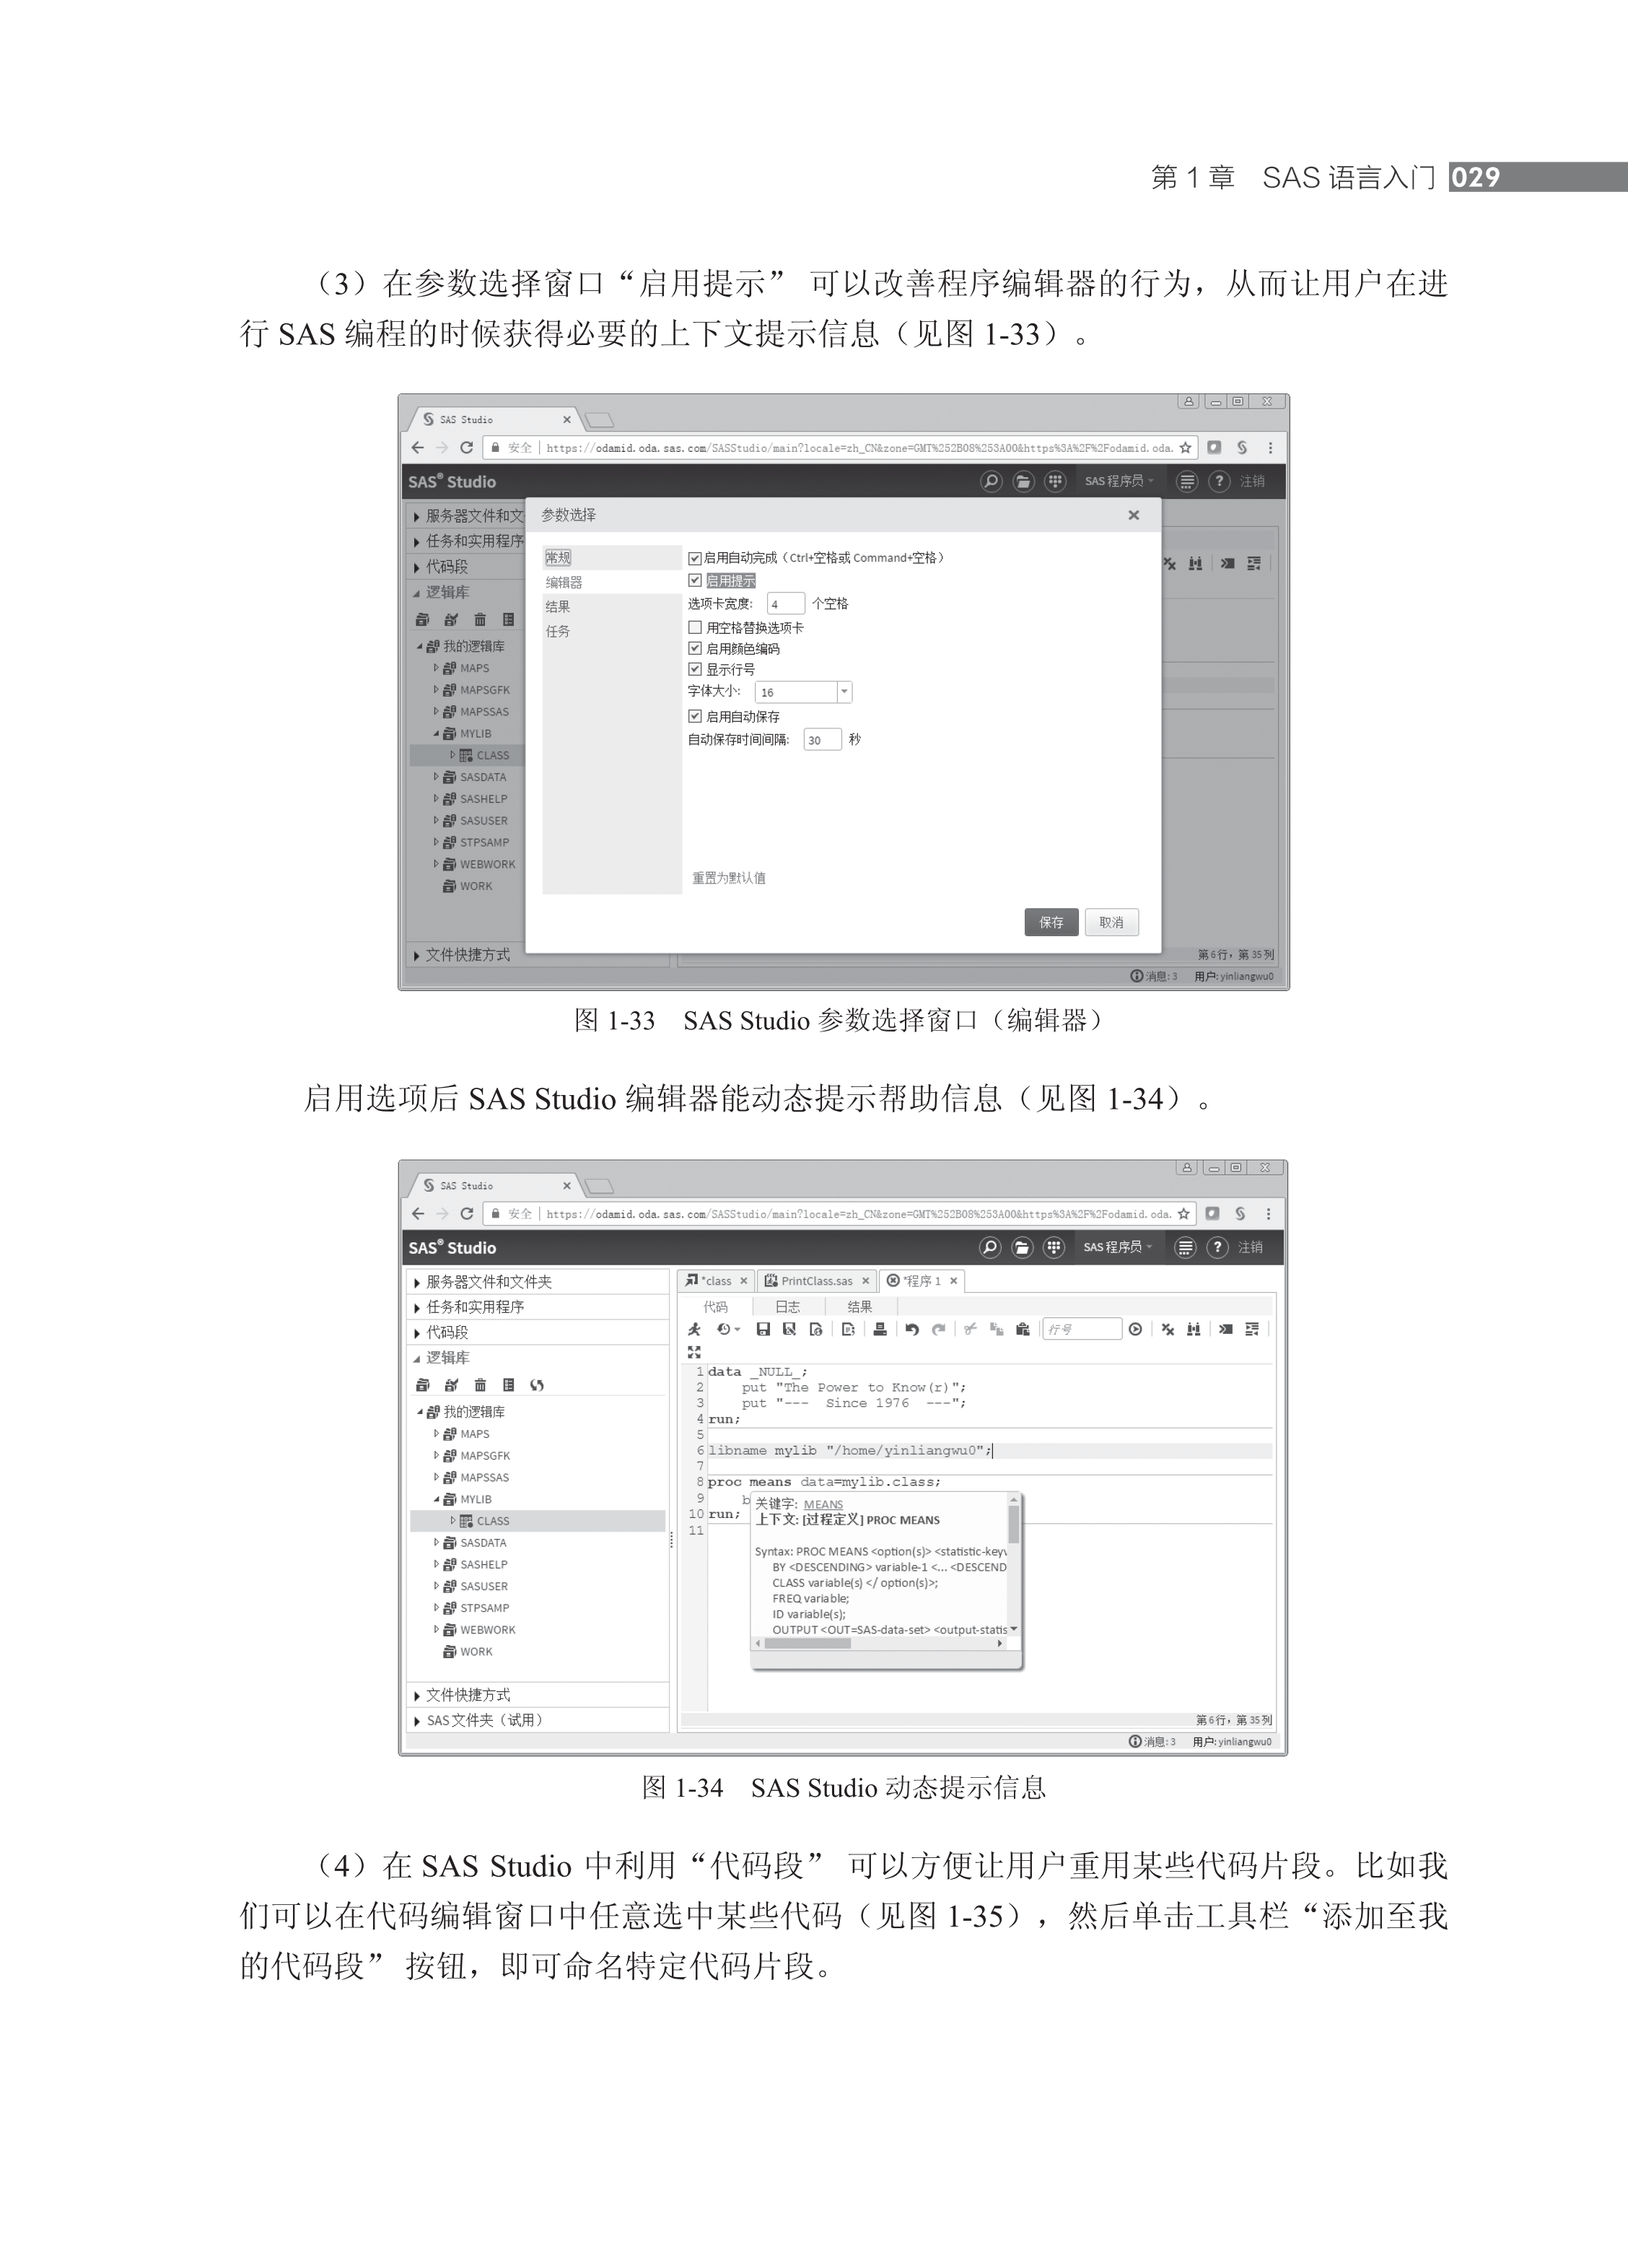 第 1 章　SAS 语言入门 029
（3）在参数选择窗口“启用提示” 可以改善程序编辑器的行为，从而让用户在进
行 SAS 编程的时候获得必要的上下文提示信息（见图 1-33）。
SAS Studio
安全 https://odamid.oda.sas.com/SASStudio/main?locale=zh_CN&zone=GMT%252B08%253A00&https%3A%2F%2Fodamid.oda.
SAS® Studio SAS 程序员 注销
服务器文件和文
任务和实用程序
代码段
逻辑库
我的逻辑库
MAPS
MAPSGFK
MAPSSAS
MYLIB
CLASS
SASDATA
SASHELP
SASUSER
STPSAMP
WEBWORK
WORK
文件快捷方式
参数选择
常规
编辑器
结果
任务
启用自动完成（Ctrl+空格或 Command+空格）
启用提示
选项卡宽度: 4 个空格
用空格替换选项卡
启用颜色编码
显示行号
字体大小: 16
启用自动保存
自动保存时间间隔: 30 秒
重置为默认值
保存 取消
第 6 行，第 35 列
消息: 3 用户: yinliangwu0
图 1-33　SAS Studio 参数选择窗口（编辑器）
启用选项后 SAS Studio 编辑器能动态提示帮助信息（见图 1-34）。
SAS Studio
安全 https://odamid.oda.sas.com/SASStudio/main?locale=zh_CN&zone=GMT%252B08%253A00&https%3A%2F%2Fodamid.oda.
SAS® Studio SAS 程序员 注销
服务器文件和文件夹
任务和实用程序
代码段
逻辑库
我的逻辑库
MAPS
MAPSGFK
MAPSSAS
MYLIB
CLASS
SASDATA
SASHELP
SASUSER
STPSAMP
WEBWORK
WORK
文件快捷方式
SAS 文件夹（试用）
*class PrintClass.sas *程序 1
代码 日志 结果
行号
1 data _NULL_;
2 put "The Power to Know(r)";
3 put "--- Since 1976 ---";
4 run;
5
6 libname mylib "/home/yinliangwu0";
7
8 proc means data=mylib.class;
9 b
10 run;
11
关键字: MEANS
上下文: [过程定义] PROC MEANS
Syntax: PROC MEANS <option(s)> <statistic-keyv
BY <DESCENDING> variable-1 <... <DESCEND
CLASS variable(s) </ option(s)>;
FREQ variable;
ID variable(s);
OUTPUT <OUT=SAS-data-set> <output-statis
第 6 行，第 35 列
消息: 3 用户: yinliangwu0
图 1-34　SAS Studio 动态提示信息
（4）在 SAS Studio 中利用“代码段” 可以方便让用户重用某些代码片段。比如我
们可以在代码编辑窗口中任意选中某些代码（见图 1-35），然后单击工具栏“添加至我
的代码段” 按钮，即可命名特定代码片段。